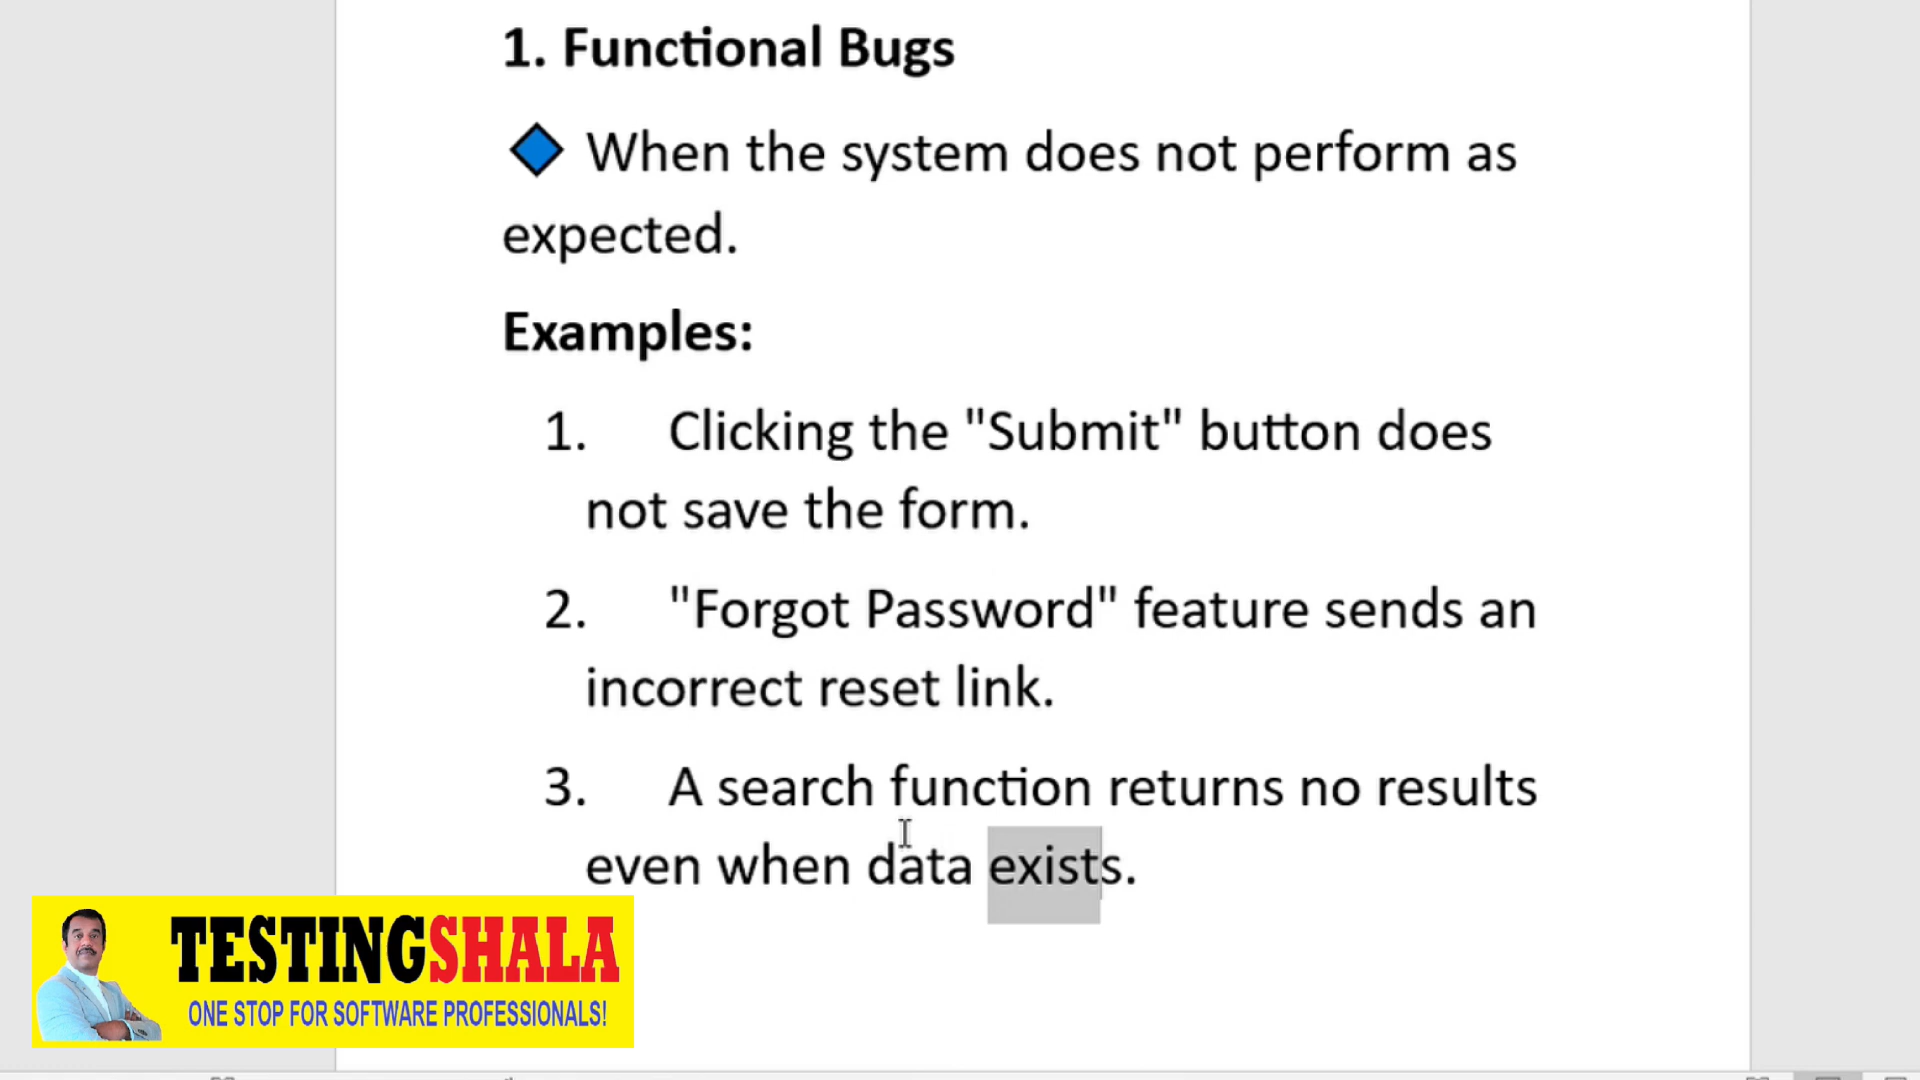 1. Functional Bugs
When the system does not perform as
expected.
Examples:
1. Clicking the "Submit" button does
not save the form.
2. "Forgot Password" feature sends an
incorrect reset link.
3. A search function returns no results
even when data exists.
TESTINGSHALA
ONE STOP FOR SOFTWARE PROFESSIONALS!